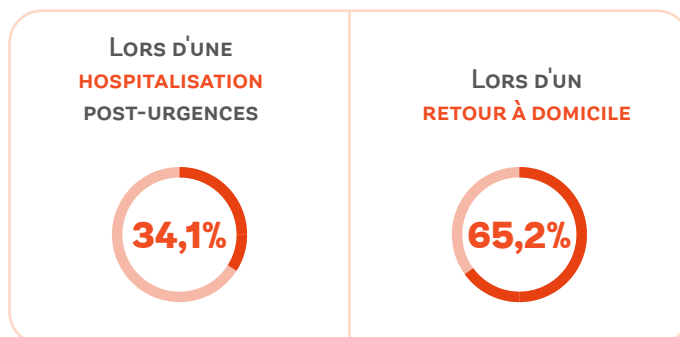 Lors d'une
hospitalisation
post-urgences
34,1%
Lors d'un
retour à domicile
65,2%